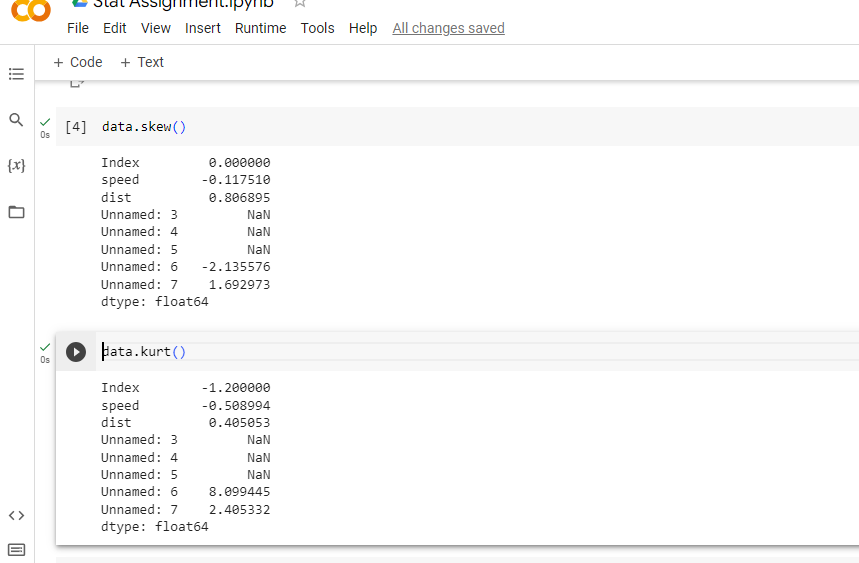 Stat Assignment.ipynb
File Edit View Insert Runtime Tools Help All changes saved
+ Code + Text
[4] data.skew()
0s
Index 0.000000
speed -0.117510
dist 0.806895
Unnamed: 3 NaN
Unnamed: 4 NaN
Unnamed: 5 NaN
Unnamed: 6 -2.135576
Unnamed: 7 1.692973
dtype: float64
data.kurt()
0s
Index -1.200000
speed -0.508994
dist 0.405053
Unnamed: 3 NaN
Unnamed: 4 NaN
Unnamed: 5 NaN
Unnamed: 6 8.099445
Unnamed: 7 2.405332
dtype: float64